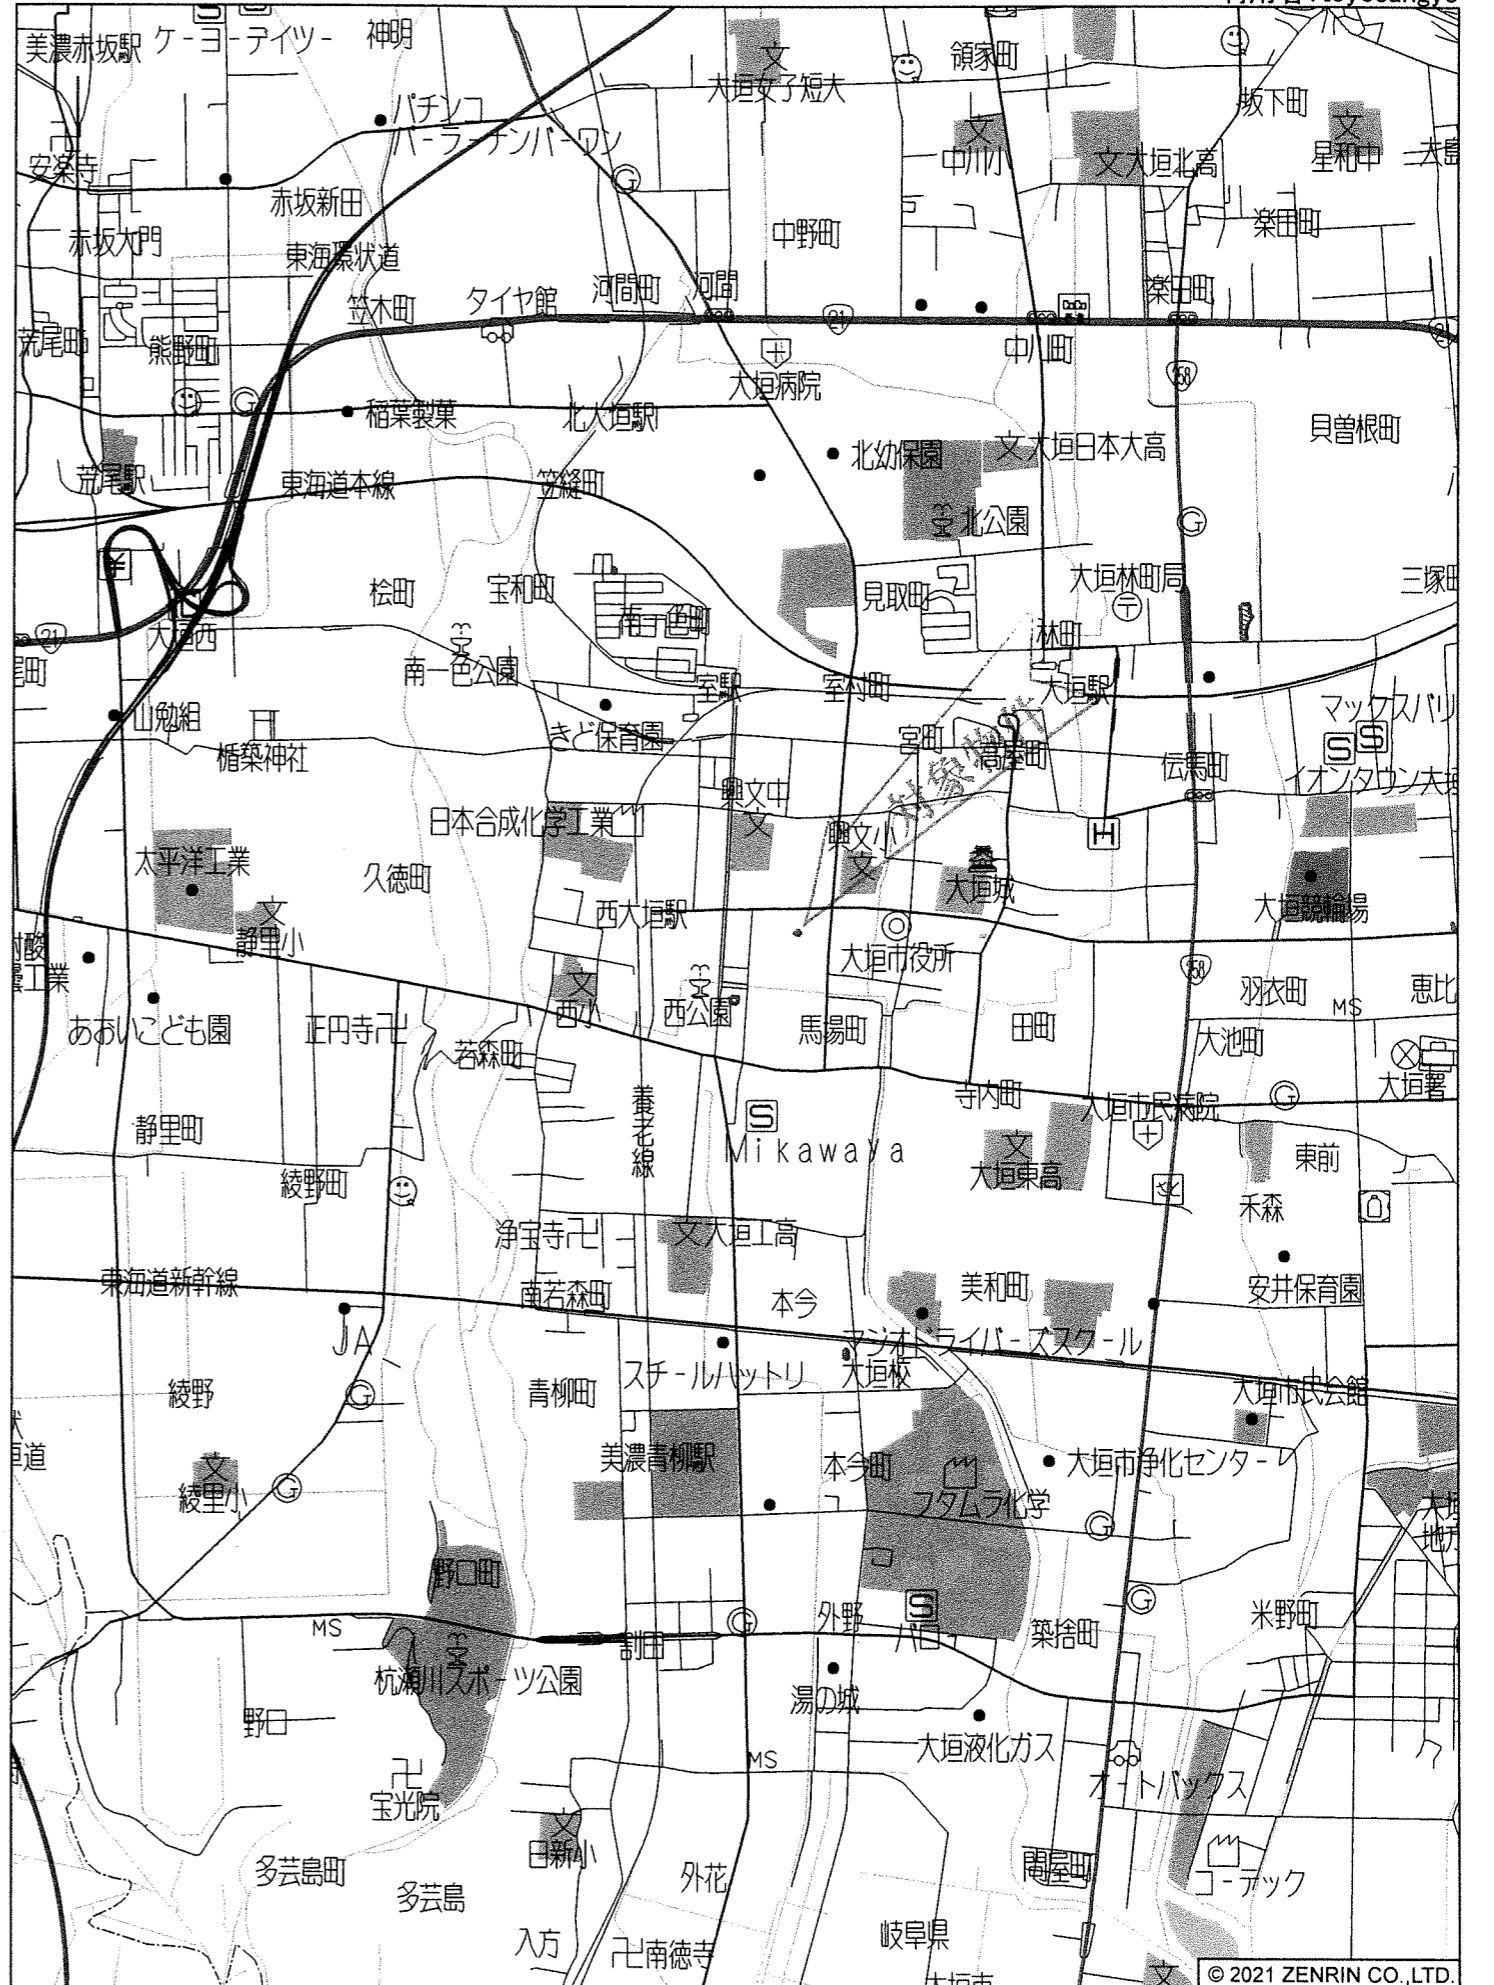 美濃赤坂駅
ケーヨーデイツー
神明
領家町
大垣女子短大
坂下町
パチンコ
パーラーナンバーワン
中川小
大垣北高
星和中
安楽寺
赤坂新田
中野町
楽田町
赤坂大門
東海環状道
河間町
河間
楽田町
笠木町
タイヤ館
21
21
荒尾町
熊野町
中川町
大垣病院
258
稲葉製菓
北大垣駅
貝曽根町
北幼保園
大垣日本大高
荒尾駅
東海道本線
笠縫町
北公園
桧町
宝和町
見取町
大垣林町局
21
大垣西
南一色町
林町
南一色公園
室駅
室村町
大垣駅
山勉組
きど保育園
宮町
高屋町
マックスバリ
楯築神社
伝馬町
イオンタウン大垣
対象物件
興文中
日本合成化学工業
興文小
太平洋工業
久徳町
大垣城
大垣競輪場
静里小
西大垣駅
大垣市役所
258
羽衣町
MS
あおいこども園
正円寺
西小
西公園
馬場町
田町
大池町
若森町
大垣署
養老線
寺内町
大垣市民病院
静里町
Mikawaya
大垣東高
東前
綾野町
禾森
浄宝寺
大垣工高
東海道新幹線
南若森町
本今
美和町
安井保育園
JA
マジオドライバーズスクール
大垣校
スチールハットリ
綾野
青柳町
大垣市民会館
美濃青柳駅
本今町
大垣市浄化センター
綾里小
フタムラ化学
野口町
MS
外野
バロー
築捨町
米野町
割田
杭瀬川スポーツ公園
野口
湯の城
大垣液化ガス
MS
オートバックス
宝光院
日新小
多芸島町
外花
問屋町
コーテック
多芸島
入方
南徳寺
岐阜県
© 2021 ZENRIN CO.,LTD.